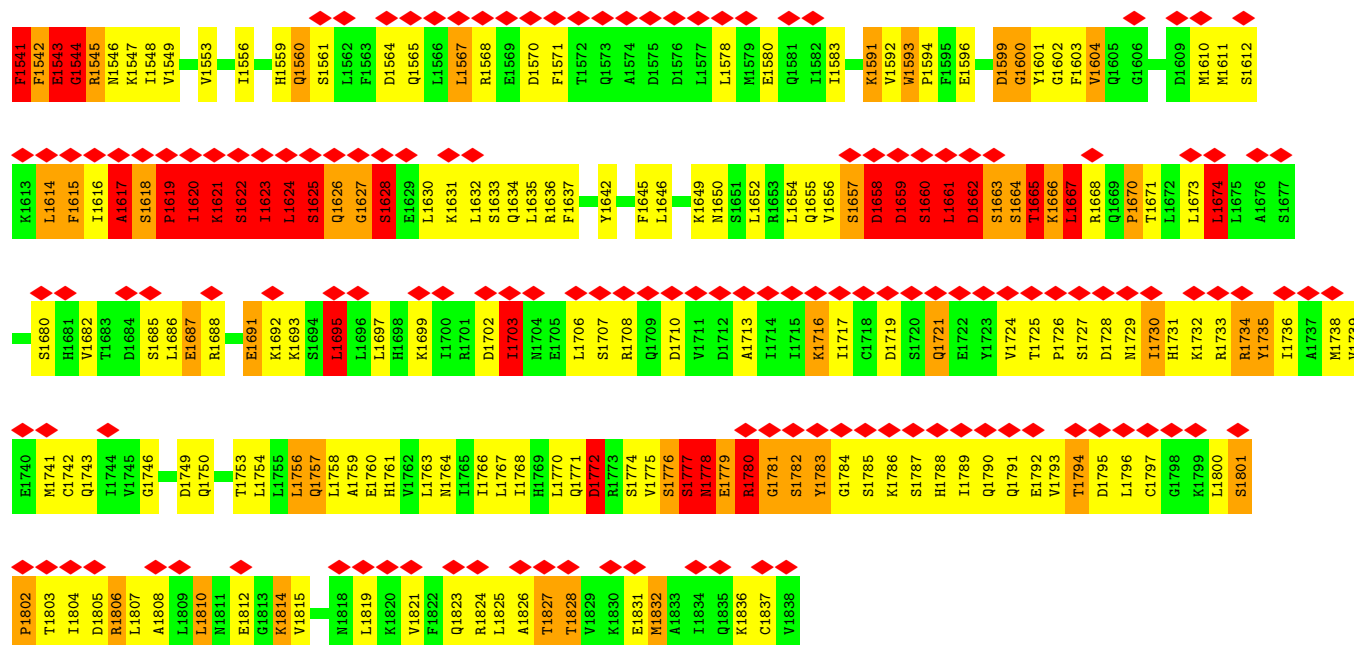 F1541 F1542 E1543 G1544 R1545 N1546 K1547 I1548 V1549 V1553 I1556 H1559 Q1560 S1561 L1562 F1563 D1564 Q1565 L1566 L1567 R1568 E1569 D1570 F1571 T1572 Q1573 A1574 D1575 D1576 L1577 L1578 M1579 E1580 Q1581 I1582 I1583 K1591 V1592 W1593 P1594 F1595 E1596 D1599 G1600 Y1601 G1602 F1603 V1604 Q1605 G1606 D1609 M1610 M1611 S1612
K1613 L1614 F1615 I1616 A1617 S1618 P1619 T1620 K1621 S1622 T1623 L1624 S1625 Q1626 G1627 S1628 E1629 L1630 K1631 L1632 S1633 Q1634 L1635 R1636 F1637 Y1642 F1645 L1646 K1649 N1650 S1651 L1652 R1653 L1654 Q1655 V1656 S1657 D1658 D1659 S1660 L1661 D1662 S1663 S1664 T1665 K1666 L1667 R1668 Q1669 P1670 T1671 L1672 L1673 L1674 L1675 A1676 S1677
S1680 H1681 V1682 T1683 D1684 S1685 L1686 E1687 R1688 E1691 K1692 K1693 S1694 L1695 L1696 L1697 H1698 K1699 I1700 R1701 D1702 I1703 N1704 E1705 L1706 S1707 R1708 Q1709 D1710 V1711 D1712 A1713 I1714 I1715 K1716 I1717 C1718 D1719 S1720 Q1721 E1722 Y1723 V1724 T1725 P1726 S1727 D1728 N1729 I1730 H1731 K1732 R1733 R1734 Y1735 I1736 A1737 M1738 V1739
E1740 M1741 C1742 Q1743 I1744 V1745 G1746 D1749 Q1750 T1753 L1754 L1755 L1756 Q1757 L1758 A1759 E1760 H1761 V1762 L1763 N1764 I1765 I1766 L1767 I1768 H1769 L1770 Q1771 D1772 R1773 S1774 V1775 S1776 S1777 N1778 E1779 R1780 G1781 S1782 Y1783 G1784 S1785 K1786 S1787 H1788 I1789 Q1790 Q1791 E1792 V1793 T1794 D1795 L1796 C1797 G1798 K1799 L1800 S1801
P1802 T1803 I1804 D1805 R1806 L1807 A1808 L1809 L1810 N1811 E1812 G1813 K1814 V1815 N1818 L1819 K1820 V1821 F1822 Q1823 R1824 L1825 A1826 T1827 T1828 V1829 K1830 E1831 M1832 A1833 I1834 Q1835 K1836 C1837 V1838